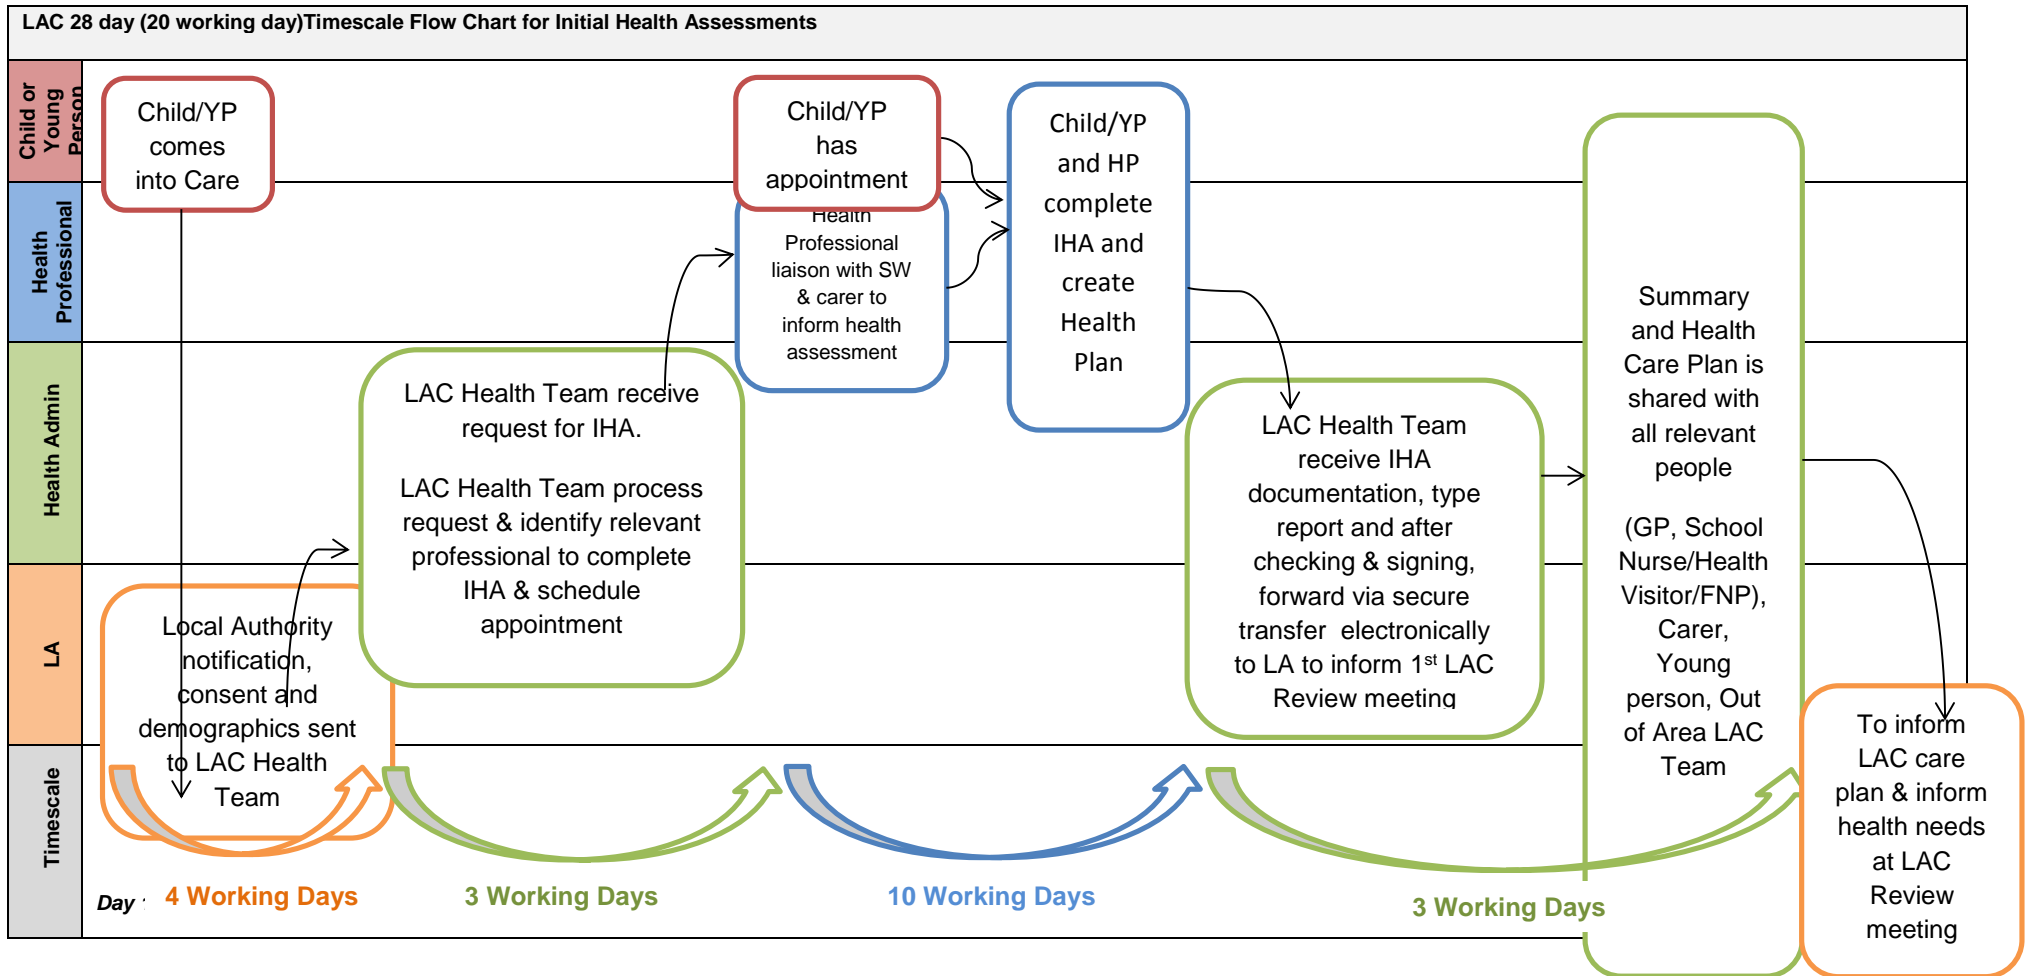 LAC 28 day (20 working day)Timescale Flow Chart for Initial Health Assessments
Child or
Young
Person
Child/YP
comes
into Care
Child/YP
has
appointment
Child/YP
and HP
complete
IHA and
create
Health
Plan
Health
Professional
Health
Professional
liaison with SW
& carer to
inform health
assessment
Health Admin
LAC Health Team receive
request for IHA.
LAC Health Team process
request & identify relevant
professional to complete
IHA & schedule
appointment
LAC Health Team
receive IHA
documentation, type
report and after
checking & signing,
forward via secure
transfer electronically
to LA to inform 1st LAC
Review meeting
Summary
and Health
Care Plan is
shared with
all relevant
people
(GP, School
Nurse/Health
Visitor/FNP),
Carer,
Young
person, Out
of Area LAC
Team
LA
Local Authority
notification,
consent and
demographics sent
to LAC Health
Team
To inform
LAC care
plan & inform
health needs
at LAC
Review
meeting
Timescale
Day
4 Working Days
3 Working Days
10 Working Days
3 Working Days